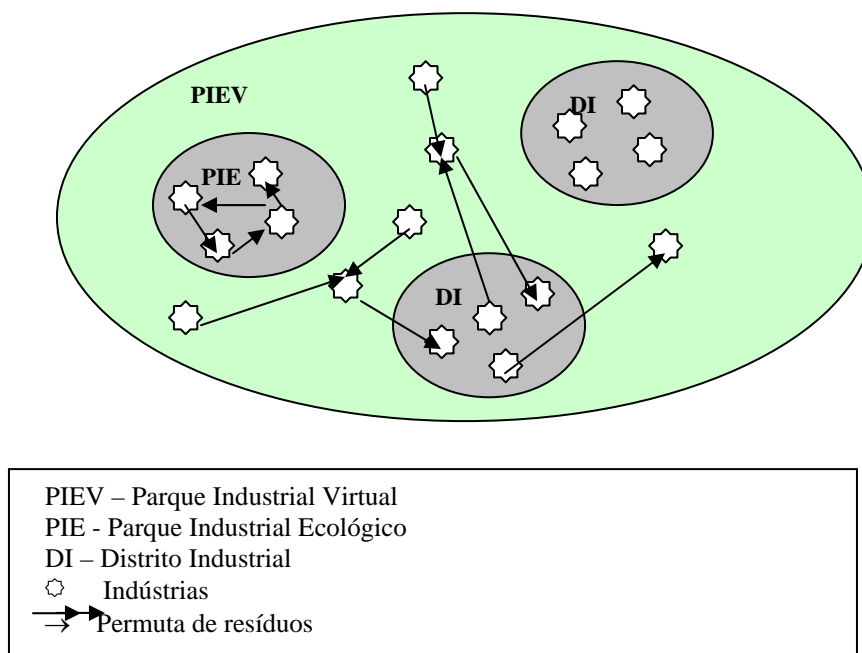 PIEV
DI
PIE
DI
PIEV – Parque Industrial Virtual
PIE - Parque Industrial Ecológico
DI – Distrito Industrial
Indústrias
→ Permuta de resíduos